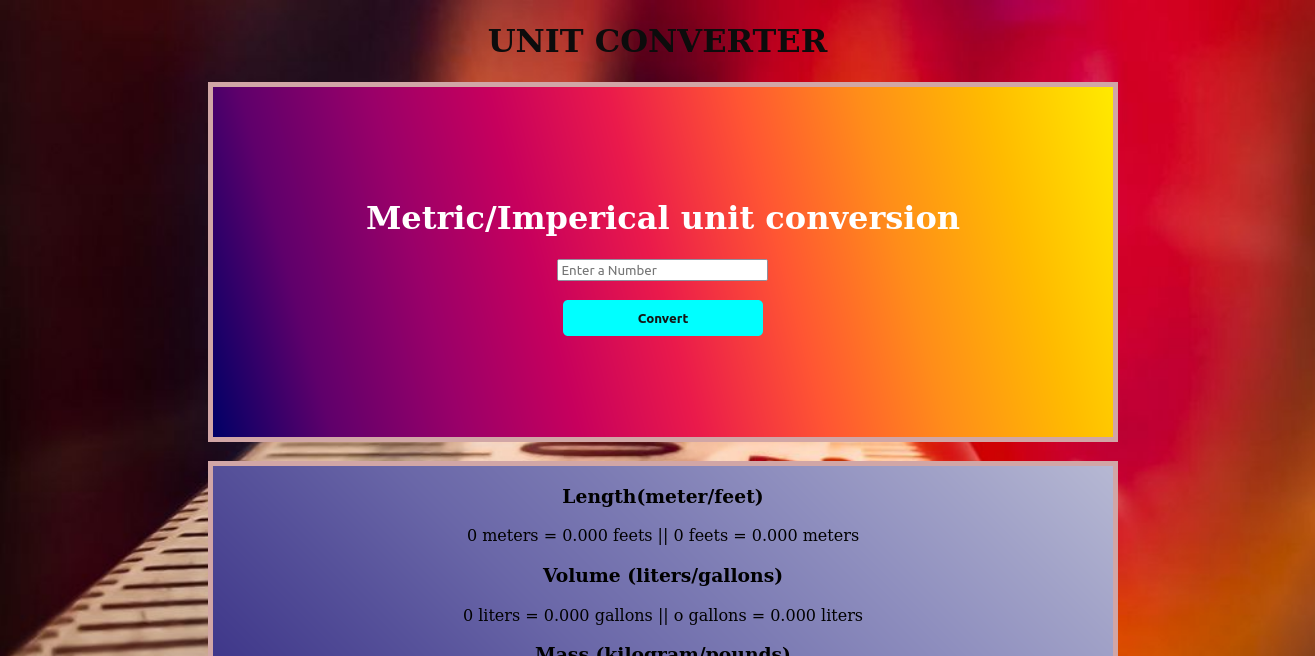 UNIT CONVERTER
Metric/Imperical unit conversion
Enter a Number
Convert
Length(meter/feet)
0 meters = 0.000 feets || 0 feets = 0.000 meters
Volume (liters/gallons)
0 liters = 0.000 gallons || o gallons = 0.000 liters
Mass (kilogram/pounds)